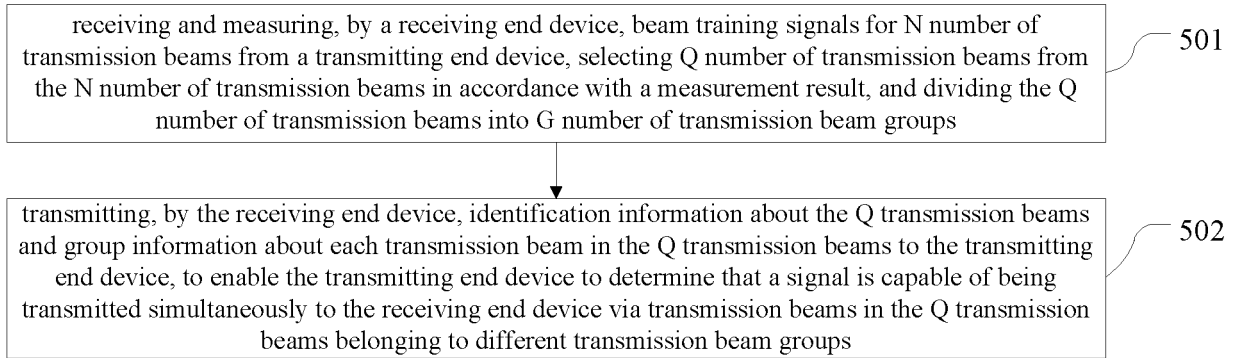 receiving and measuring, by a receiving end device, beam training signals for N number of
transmission beams from a transmitting end device, selecting Q number of transmission beams from
the N number of transmission beams in accordance with a measurement result, and dividing the Q
number of transmission beams into G number of transmission beam groups
501
transmitting, by the receiving end device, identification information about the Q transmission beams
and group information about each transmission beam in the Q transmission beams to the transmitting
end device, to enable the transmitting end device to determine that a signal is capable of being
transmitted simultaneously to the receiving end device via transmission beams in the Q transmission
beams belonging to different transmission beam groups
502